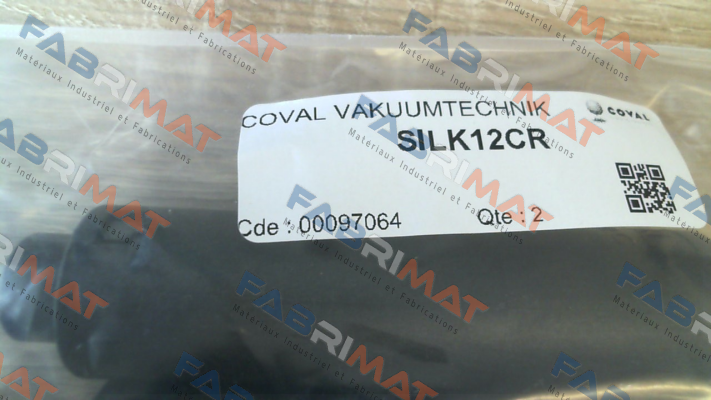 COVAL VAKUUMTECHNIK
COVAL
SILK12CR
Cde : 00097064
Qte : 2
FABRIMAT
Materiaux Industriel et Fabrications